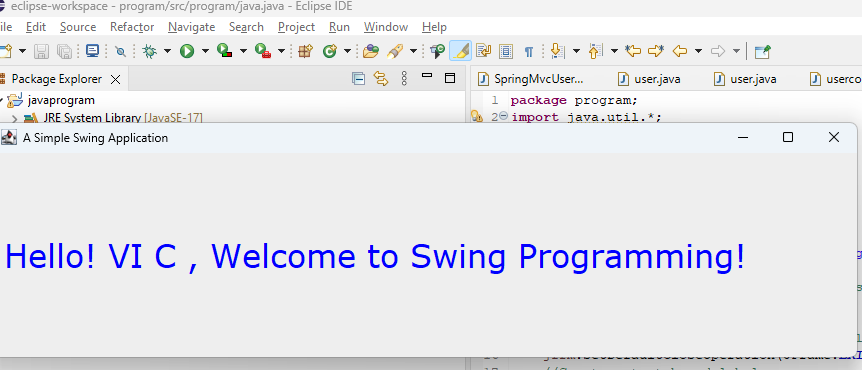 eclipse-workspace - program/src/program/java.java - Eclipse IDE
ile Edit Source Refactor Navigate Search Project Run Window Help
Package Explorer
SpringMvcUser...
user.java
user.java
userco
javaprogram
JRE System Library [JavaSE-17]
1 package program;
2 import java.util.*;
A Simple Swing Application
Hello! VI C , Welcome to Swing Programming!